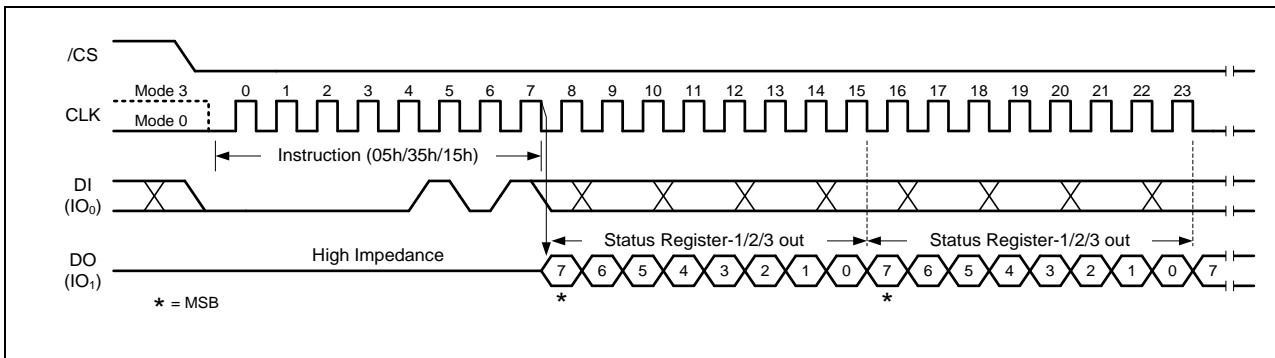 /CS
Mode 3
0 1 2 3 4 5 6 7 8 9 10 11 12 13 14 15 16 17 18 19 20 21 22 23
CLK
Mode 0
Instruction (05h/35h/15h)
DI
(IO₀)
Status Register-1/2/3 out Status Register-1/2/3 out
High Impedance
DO
(IO₁)
7 6 5 4 3 2 1 0 7 6 5 4 3 2 1 0 7
* *
* = MSB